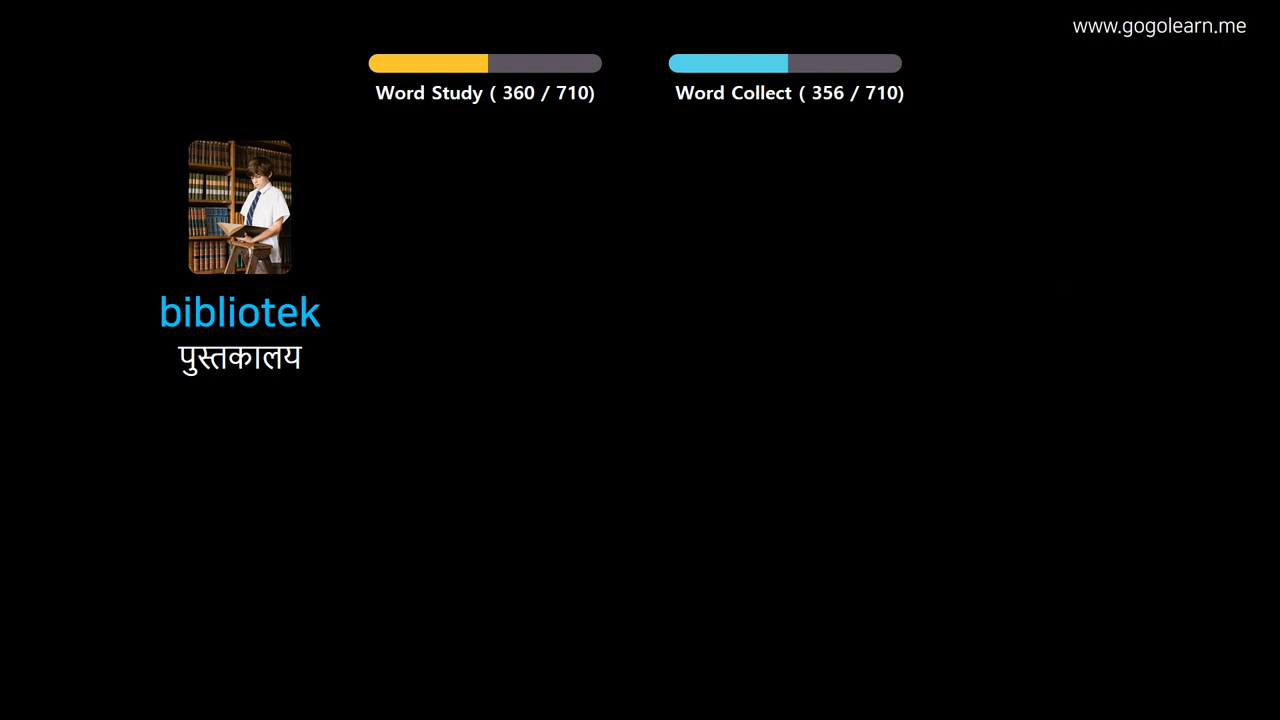 www.gogolearn.me
Word Study ( 360 / 710)
Word Collect ( 356 / 710)
bibliotek
पुस्तकालय